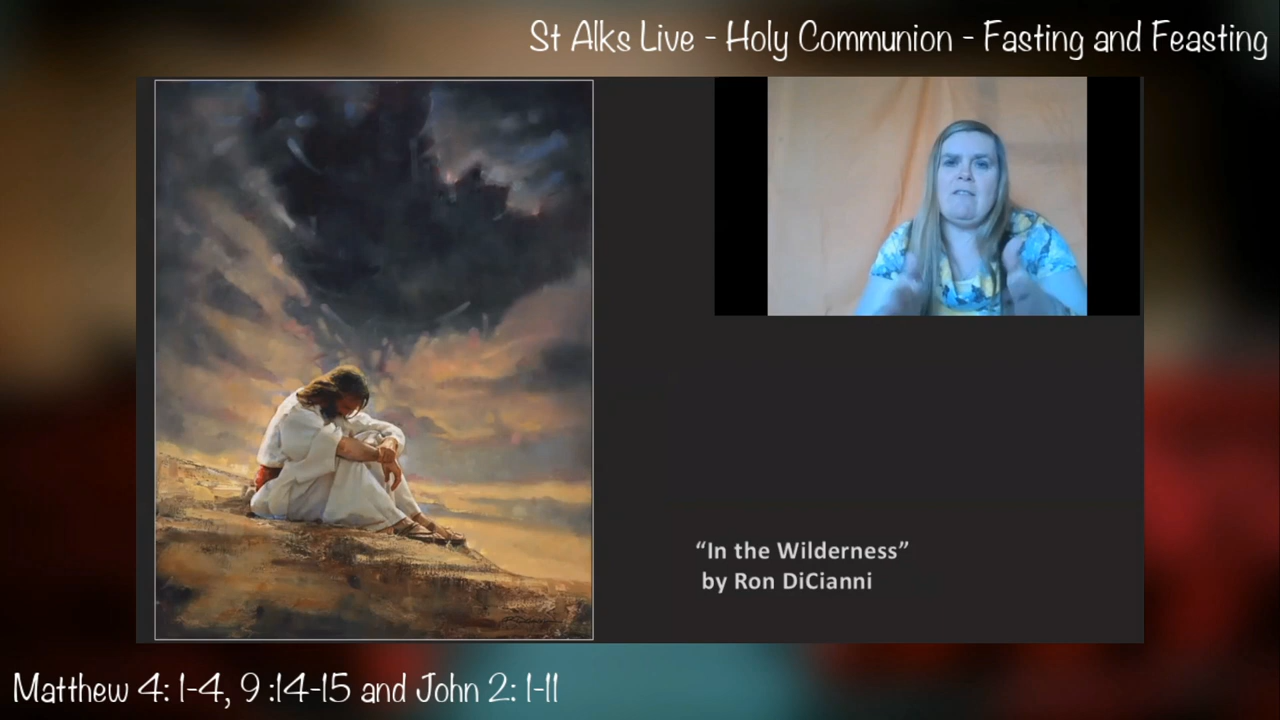 St Alks Live - Holy Communion - Fasting and Feasting
“In the Wilderness”
by Ron DiCianni
Matthew 4: 1-4, 9 :14-15 and John 2: 1-11